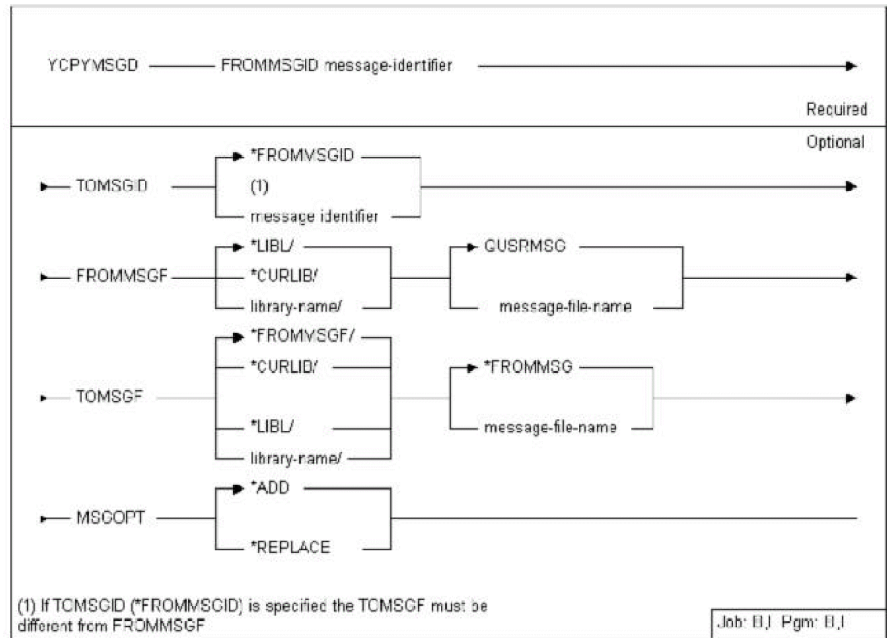 YCPYMSGD FROMMSGID message-identifier
Required
Optional
*FROMMSGID
TOMSGID (1)
message identifier
*LIBL/ QUSRMSG
FROMMSGF *CURLIB/
library-name/ message-file-name
*FROMMSGF/
*CURLIB/ *FROMMSG
TOMSGF
*LIBL/ message-file-name
library-name/
*ADD
MSGOPT
*REPLACE
(1) If TOMSGID (*FROMMSGID) is specified the TOMSGF must be
different from FROMMSGF
Job: B,I Pgm: B,I